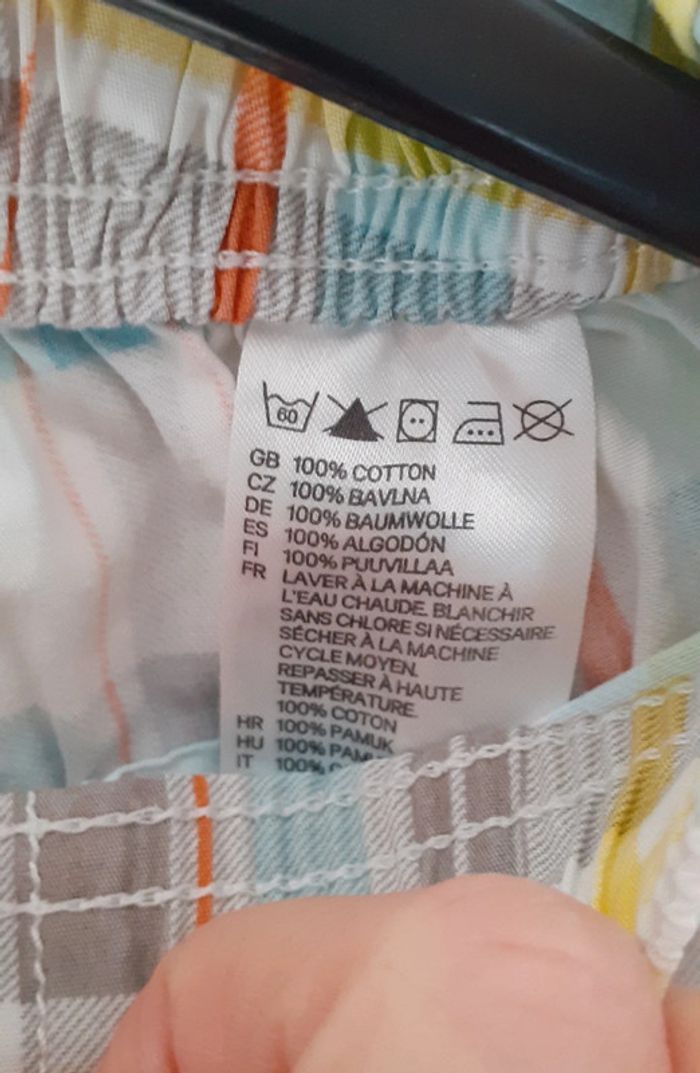 60
GB 100% COTTON
CZ 100% BAVLNA
DE 100% BAUMWOLLE
ES 100% ALGODÓN
FI 100% PUUVILLAA
FR LAVER À LA MACHINE À
L'EAU CHAUDE. BLANCHIR
SANS CHLORE SI NÉCESSAIRE.
SÉCHER À LA MACHINE
CYCLE MOYEN.
REPASSER À HAUTE
TEMPÉRATURE.
100% COTON
HR 100% PAMUK
HU 100%
IT 100%